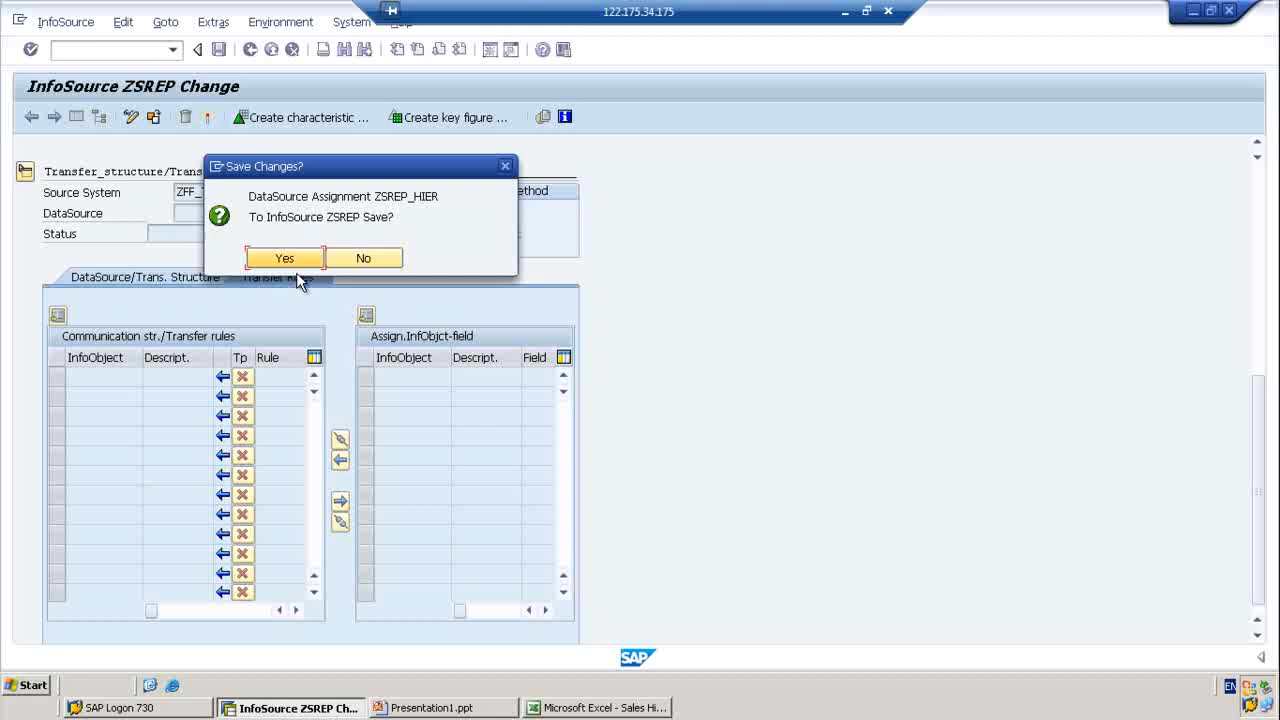 122.175.34.175
InfoSource Edit Goto Extras Environment System
InfoSource ZSREP Change
Create characteristic ... Create key figure ...
Save Changes?
Transfer_structure/Trans
Source System ZFF_
DataSource
Status
DataSource Assignment ZSREP_HIER
To InfoSource ZSREP Save?
Yes No
DataSource/Trans. Structure
Communication str./Transfer rules Assign.InfObjct-field
InfoObject Descript. Tp Rule InfoObject Descript. Field
SAP
Start EN
SAP Logon 730 InfoSource ZSREP Ch... Presentation1.ppt Microsoft Excel - Sales Hi...